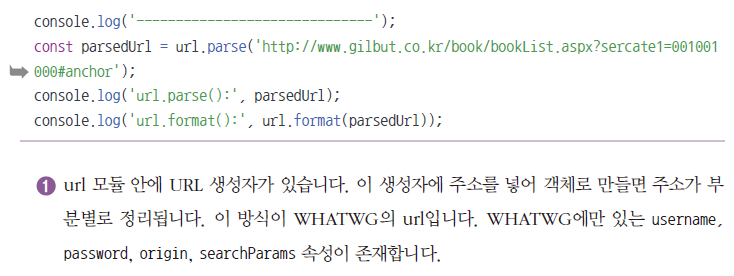 console.log('------------------------------');
const parsedUrl = url.parse('http://www.gilbut.co.kr/book/bookList.aspx?sercate1=001001
000#anchor');
console.log('url.parse():', parsedUrl);
console.log('url.format():', url.format(parsedUrl));
❶ url 모듈 안에 URL 생성자가 있습니다. 이 생성자에 주소를 넣어 객체로 만들면 주소가 부
분별로 정리됩니다. 이 방식이 WHATWG의 url입니다. WHATWG에만 있는 username,
password, origin, searchParams 속성이 존재합니다.